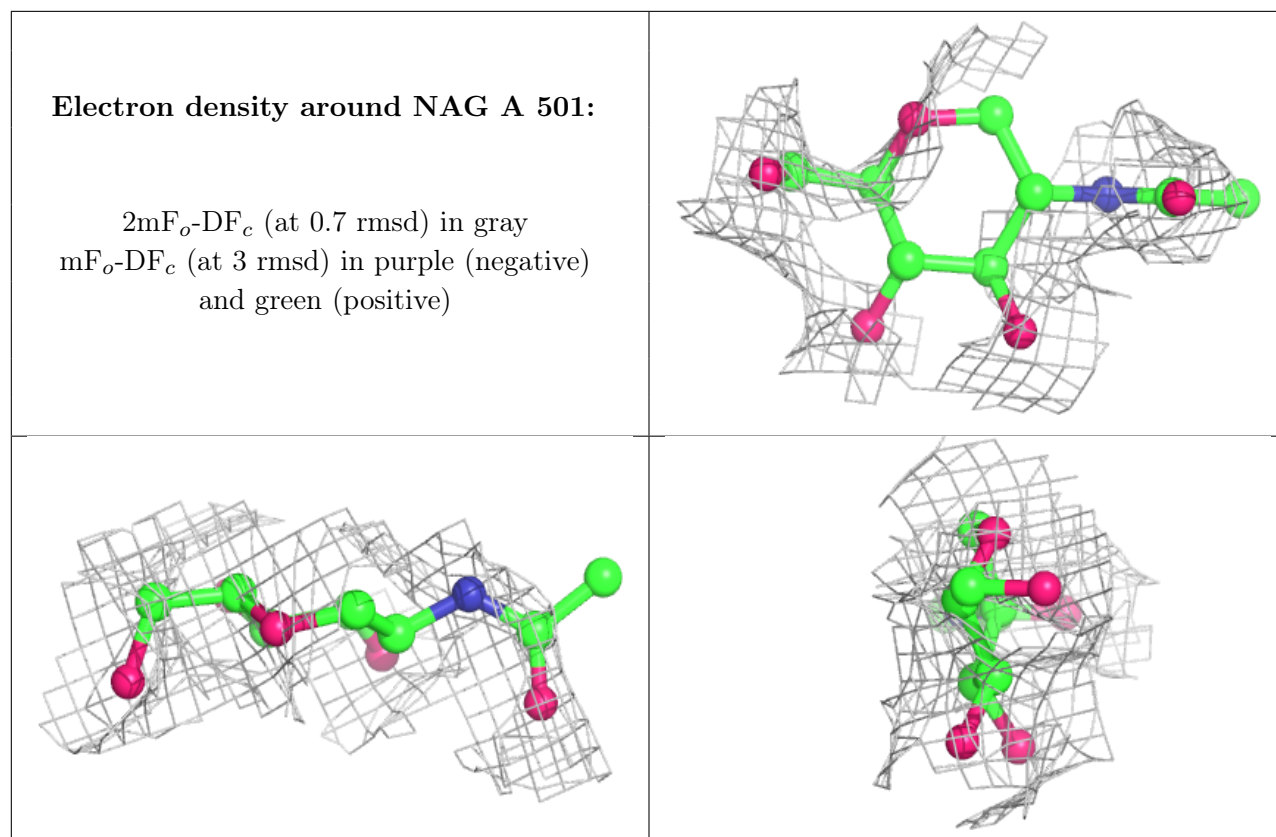 Electron density around NAG A 501:
2mFo-DFc (at 0.7 rmsd) in gray
mFo-DFc (at 3 rmsd) in purple (negative)
and green (positive)